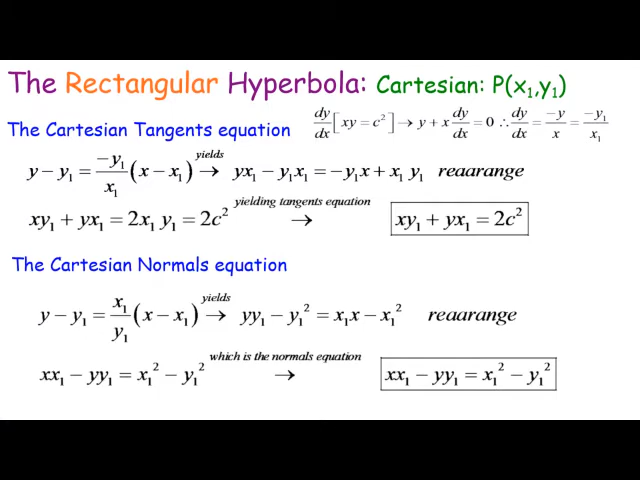 The Rectangular Hyperbola: Cartesian: P(x₁,y₁)
The Cartesian Tangents equation dy/dx[xy = c²] → y + x dy/dx = 0 ∴ dy/dx = −y/x = −y₁/x₁
y − y₁ = −y₁/x₁ (x − x₁) yields → yx₁ − y₁x₁ = −y₁x + x₁ y₁ reaarange
xy₁ + yx₁ = 2x₁ y₁ = 2c² yielding tangents equation → xy₁ + yx₁ = 2c²
The Cartesian Normals equation
y − y₁ = x₁/y₁ (x − x₁) yields → yy₁ − y₁² = x₁x − x₁² reaarange
xx₁ − yy₁ = x₁² − y₁² which is the normals equation → xx₁ − yy₁ = x₁² − y₁²